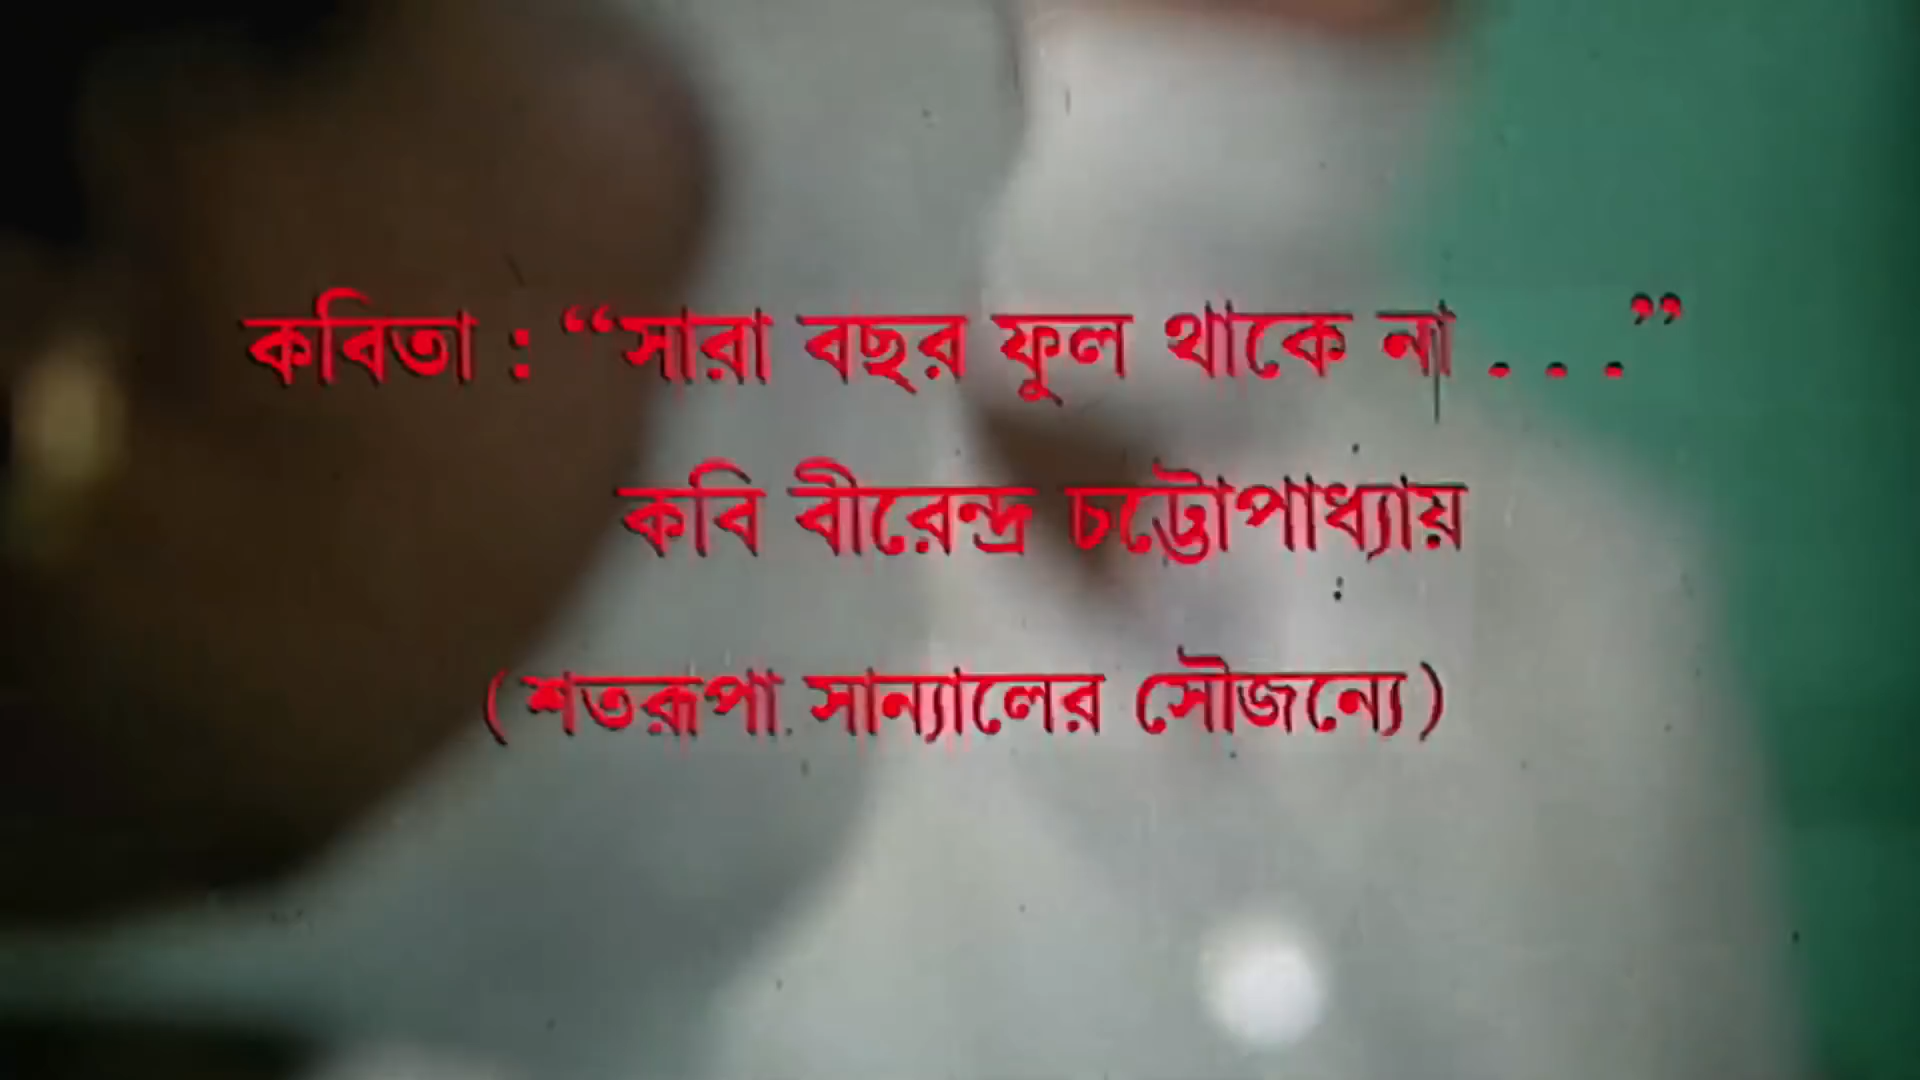 কবিতা : “সারা বছর ফুল থাকে না . . .”
কবি বীরেন্দ্র চট্টোপাধ্যায়
(শতরূপা সান্যালের সৌজন্যে)